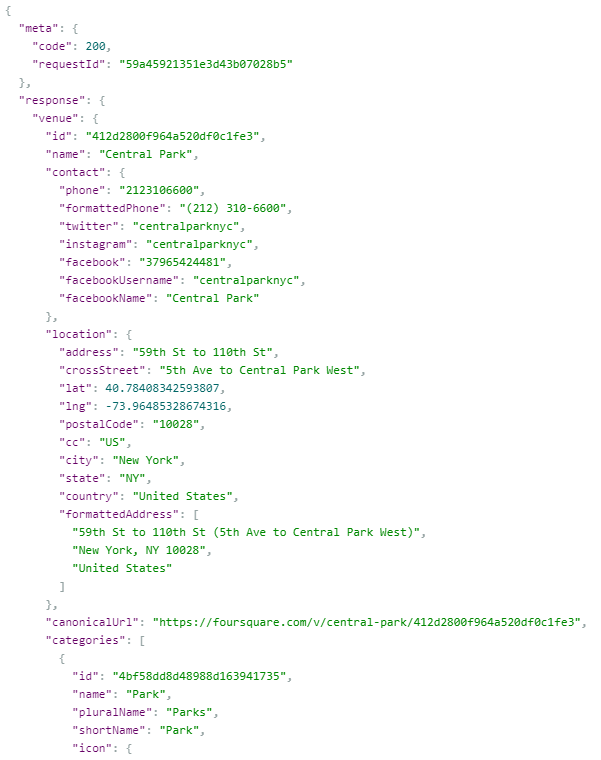 {
  "meta": {
    "code": 200,
    "requestId": "59a45921351e3d43b07028b5"
  },
  "response": {
    "venue": {
      "id": "412d2800f964a520df0c1fe3",
      "name": "Central Park",
      "contact": {
        "phone": "2123106600",
        "formattedPhone": "(212) 310-6600",
        "twitter": "centralparknyc",
        "instagram": "centralparknyc",
        "facebook": "37965424481",
        "facebookUsername": "centralparknyc",
        "facebookName": "Central Park"
      },
      "location": {
        "address": "59th St to 110th St",
        "crossStreet": "5th Ave to Central Park West",
        "lat": 40.78408342593807,
        "lng": -73.96485328674316,
        "postalCode": "10028",
        "cc": "US",
        "city": "New York",
        "state": "NY",
        "country": "United States",
        "formattedAddress": [
          "59th St to 110th St (5th Ave to Central Park West)",
          "New York, NY 10028",
          "United States"
        ]
      },
      "canonicalUrl": "https://foursquare.com/v/central-park/412d2800f964a520df0c1fe3",
      "categories": [
        {
          "id": "4bf58dd8d48988d163941735",
          "name": "Park",
          "pluralName": "Parks",
          "shortName": "Park",
          "icon": {